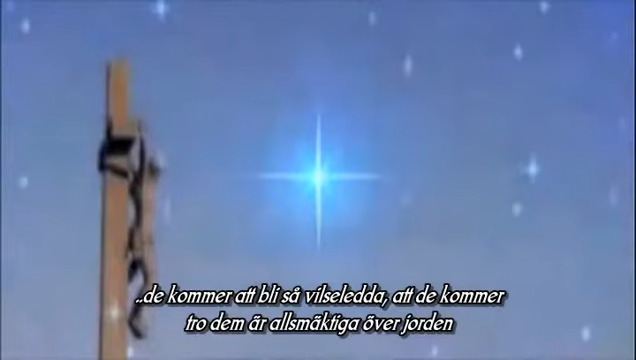 ..de kommer att bli så vilseledda, att de kommer
tro dem är allsmäktiga över jorden